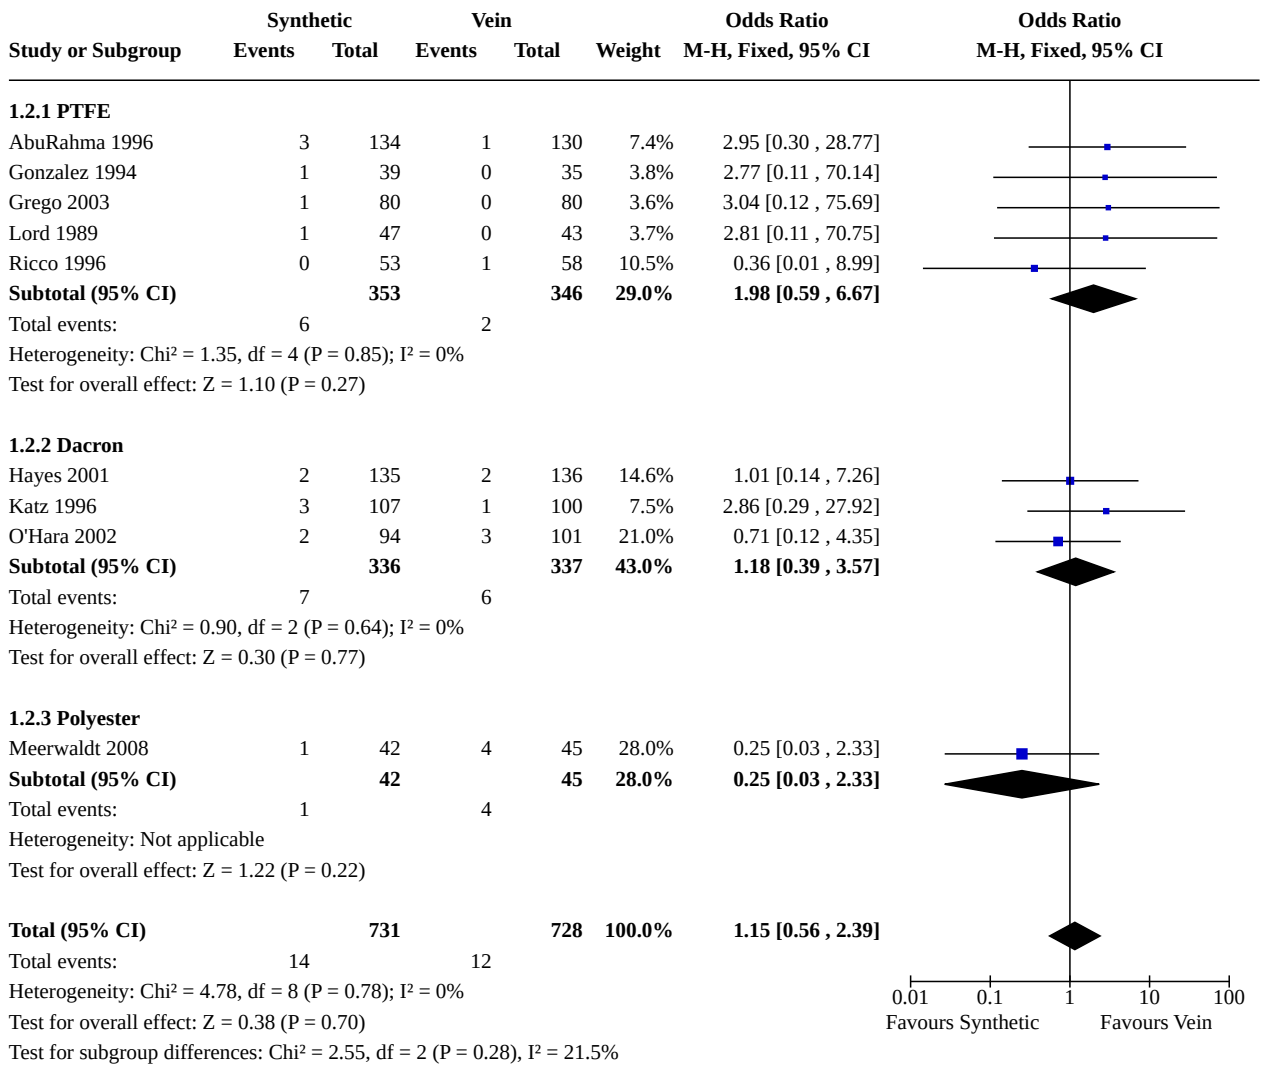 Synthetic Vein Odds Ratio Odds Ratio
Study or Subgroup Events Total Events Total Weight M-H, Fixed, 95% CI M-H, Fixed, 95% CI
1.2.1 PTFE
AbuRahma 1996 3 134 1 130 7.4% 2.95 [0.30 , 28.77]
Gonzalez 1994 1 39 0 35 3.8% 2.77 [0.11 , 70.14]
Grego 2003 1 80 0 80 3.6% 3.04 [0.12 , 75.69]
Lord 1989 1 47 0 43 3.7% 2.81 [0.11 , 70.75]
Ricco 1996 0 53 1 58 10.5% 0.36 [0.01 , 8.99]
Subtotal (95% CI) 353 346 29.0% 1.98 [0.59 , 6.67]
Total events: 6 2
Heterogeneity: Chi² = 1.35, df = 4 (P = 0.85); I² = 0%
Test for overall effect: Z = 1.10 (P = 0.27)
1.2.2 Dacron
Hayes 2001 2 135 2 136 14.6% 1.01 [0.14 , 7.26]
Katz 1996 3 107 1 100 7.5% 2.86 [0.29 , 27.92]
O'Hara 2002 2 94 3 101 21.0% 0.71 [0.12 , 4.35]
Subtotal (95% CI) 336 337 43.0% 1.18 [0.39 , 3.57]
Total events: 7 6
Heterogeneity: Chi² = 0.90, df = 2 (P = 0.64); I² = 0%
Test for overall effect: Z = 0.30 (P = 0.77)
1.2.3 Polyester
Meerwaldt 2008 1 42 4 45 28.0% 0.25 [0.03 , 2.33]
Subtotal (95% CI) 42 45 28.0% 0.25 [0.03 , 2.33]
Total events: 1 4
Heterogeneity: Not applicable
Test for overall effect: Z = 1.22 (P = 0.22)
Total (95% CI) 731 728 100.0% 1.15 [0.56 , 2.39]
Total events: 14 12
Heterogeneity: Chi² = 4.78, df = 8 (P = 0.78); I² = 0%
Test for overall effect: Z = 0.38 (P = 0.70)
Test for subgroup differences: Chi² = 2.55, df = 2 (P = 0.28), I² = 21.5%
0.01 0.1 1 10 100
Favours Synthetic Favours Vein